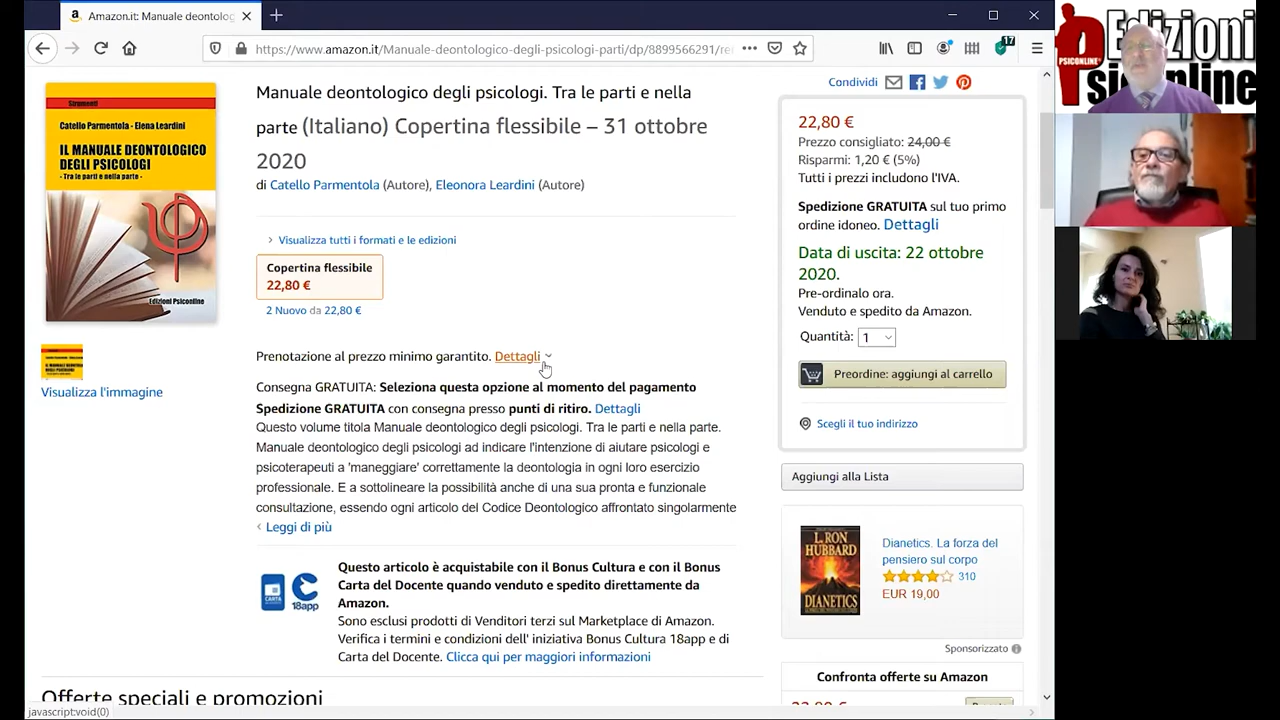 Amazon.it: Manuale deontolog
https://www.amazon.it/Manuale-deontologico-degli-psicologi-parti/dp/8899566291/re
17
Strumenti
Catello Parmentola - Elena Leardini
IL MANUALE DEONTOLOGICO
DEGLI PSICOLOGI
- Tra le parti e nella parte -
Edizioni Psiconline
Visualizza l'immagine
Manuale deontologico degli psicologi. Tra le parti e nella
parte (Italiano) Copertina flessibile – 31 ottobre
2020
di Catello Parmentola (Autore), Eleonora Leardini (Autore)
› Visualizza tutti i formati e le edizioni
Copertina flessibile
22,80 €
2 Nuovo da 22,80 €
Prenotazione al prezzo minimo garantito. Dettagli
Consegna GRATUITA: Seleziona questa opzione al momento del pagamento
Spedizione GRATUITA con consegna presso punti di ritiro. Dettagli
Questo volume titola Manuale deontologico degli psicologi. Tra le parti e nella parte.
Manuale deontologico degli psicologi ad indicare l'intenzione di aiutare psicologi e
psicoterapeuti a 'maneggiare' correttamente la deontologia in ogni loro esercizio
professionale. E a sottolineare la possibilità anche di una sua pronta e funzionale
consultazione, essendo ogni articolo del Codice Deontologico affrontato singolarmente
‹ Leggi di più
CARTA
18app
Questo articolo è acquistabile con il Bonus Cultura e con il Bonus
Carta del Docente quando venduto e spedito direttamente da
Amazon.
Sono esclusi prodotti di Venditori terzi sul Marketplace di Amazon.
Verifica i termini e condizioni dell' iniziativa Bonus Cultura 18app e di
Carta del Docente. Clicca qui per maggiori informazioni
Offerte speciali e promozioni
javascript:void(0)
Condividi
22,80 €
Prezzo consigliato: 24,00 €
Risparmi: 1,20 € (5%)
Tutti i prezzi includono l'IVA.
Spedizione GRATUITA sul tuo primo
ordine idoneo. Dettagli
Data di uscita: 22 ottobre
2020.
Pre-ordinalo ora.
Venduto e spedito da Amazon.
Quantità: 1
Preordine: aggiungi al carrello
Scegli il tuo indirizzo
Aggiungi alla Lista
L. RON
HUBBARD
DIANETICS
Dianetics. La forza del
pensiero sul corpo
310
EUR 19,00
Sponsorizzato
Confronta offerte su Amazon
Edizioni
PSICONLINE
Psiconline